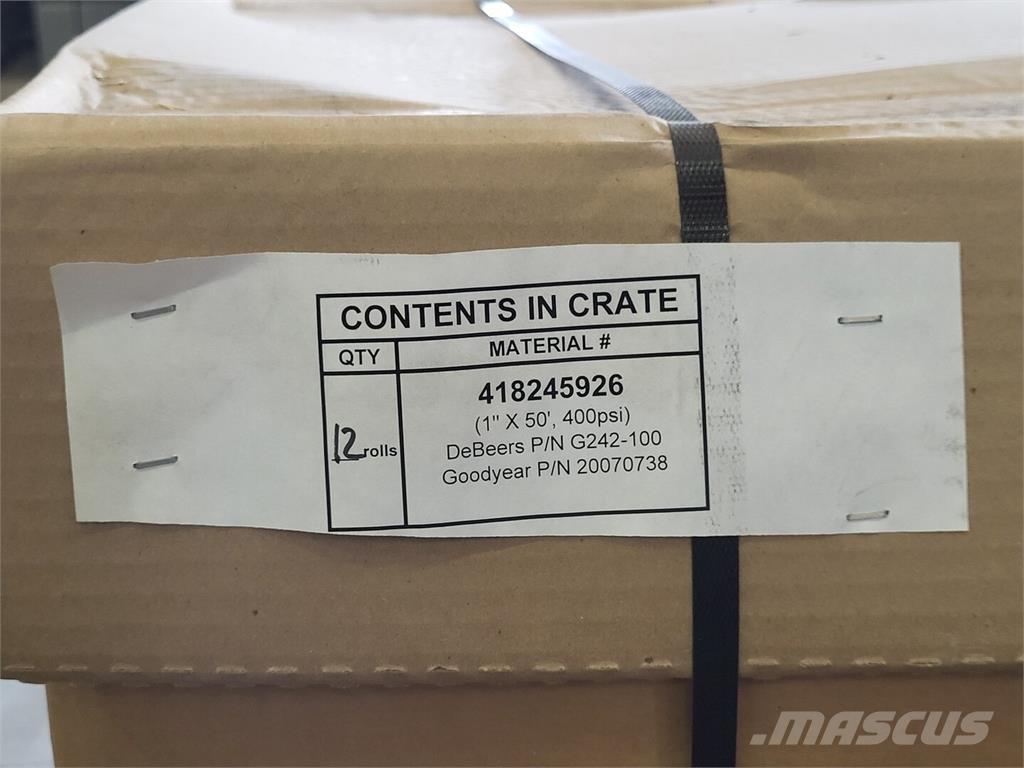 CONTENTS IN CRATE
QTY
MATERIAL #
12 rolls
418245926
(1" X 50', 400psi)
DeBeers P/N G242-100
Goodyear P/N 20070738
MASCUS